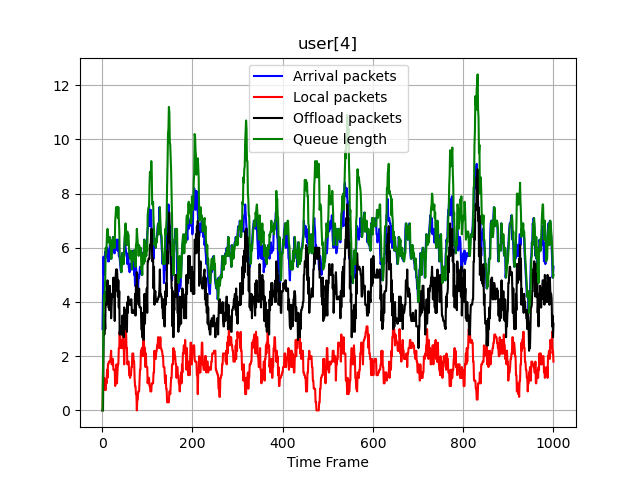 user[4]
Arrival packets
Local packets
Offload packets
Queue length
12
10
8
6
4
2
0
0 200 400 600 800 1000
Time Frame